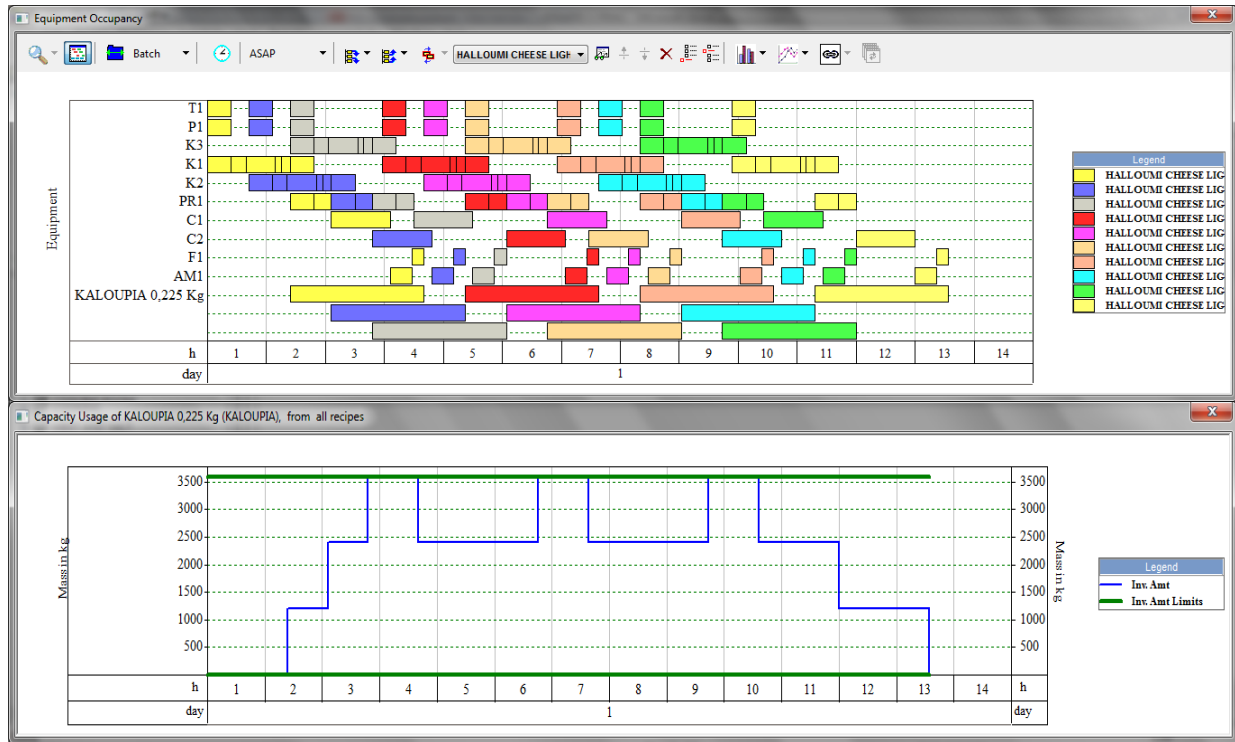 Equipment Occupancy
X
Batch ASAP HALLOUMI CHEESE LIGH
T1
P1
K3
K1
K2
PR1
C1
C2
F1
AM1
KALOUPIA 0,225 Kg
Equipment
h 1 2 3 4 5 6 7 8 9 10 11 12 13 14
day 1
Legend
HALLOUMI CHEESE LIG
HALLOUMI CHEESE LIG
HALLOUMI CHEESE LIG
HALLOUMI CHEESE LIG
HALLOUMI CHEESE LIG
HALLOUMI CHEESE LIG
HALLOUMI CHEESE LIG
HALLOUMI CHEESE LIG
HALLOUMI CHEESE LIG
HALLOUMI CHEESE LIG
Capacity Usage of KALOUPIA 0,225 Kg (KALOUPIA), from all recipes
X
3500 3500
3000 3000
2500 2500
2000 2000
1500 1500
1000 1000
500 500
Mass in kg
Mass in kg
h 1 2 3 4 5 6 7 8 9 10 11 12 13 14 h
day 1 day
Legend
Inv. Amt
Inv. Amt Limits